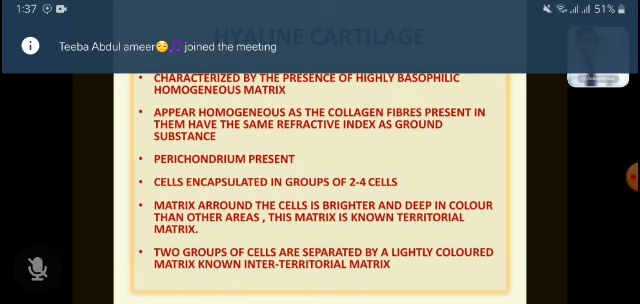 1:37
51%
HYALINE CARTILAGE
Teeba Abdul ameer😏🎵joined the meeting
• CHARACTERIZED BY THE PRESENCE OF HIGHLY BASOPHILIC
HOMOGENEOUS MATRIX
• APPEAR HOMOGENEOUS AS THE COLLAGEN FIBRES PRESENT IN
THEM HAVE THE SAME REFRACTIVE INDEX AS GROUND
SUBSTANCE
• PERICHONDRIUM PRESENT
• CELLS ENCAPSULATED IN GROUPS OF 2-4 CELLS
• MATRIX ARROUND THE CELLS IS BRIGHTER AND DEEP IN COLOUR
THAN OTHER AREAS , THIS MATRIX IS KNOWN TERRITORIAL
MATRIX.
• TWO GROUPS OF CELLS ARE SEPARATED BY A LIGHTLY COLOURED
MATRIX KNOWN INTER-TERRITORIAL MATRIX